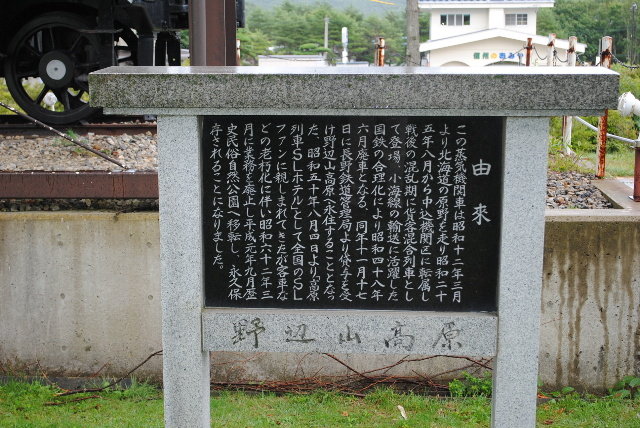 由来
この蒸気機関車は昭和十二年三月
より北海道の原野を走り昭和二十
五年八月から中込機関区に転属し
戦後の混乱期に貨客混合列車とし
て登場、小海線の輸送に活躍した
国鉄の合理化により昭和四十八年
六月廃車となる。同年十一月十七
日に長野鉄道管理局より貸与を受
け野辺山高原へ永住することとなっ
た。昭和五十年八月四日より「高原
列車SLホテル」として全国のSL
ファンに親しまれてきたが客車な
どの老朽化に伴い昭和六十二年三
月に業務を廃止し平成元年九月歴
史民俗自然公園へ移転し、永久保
存されることになりました。
野辺山高原
信州の